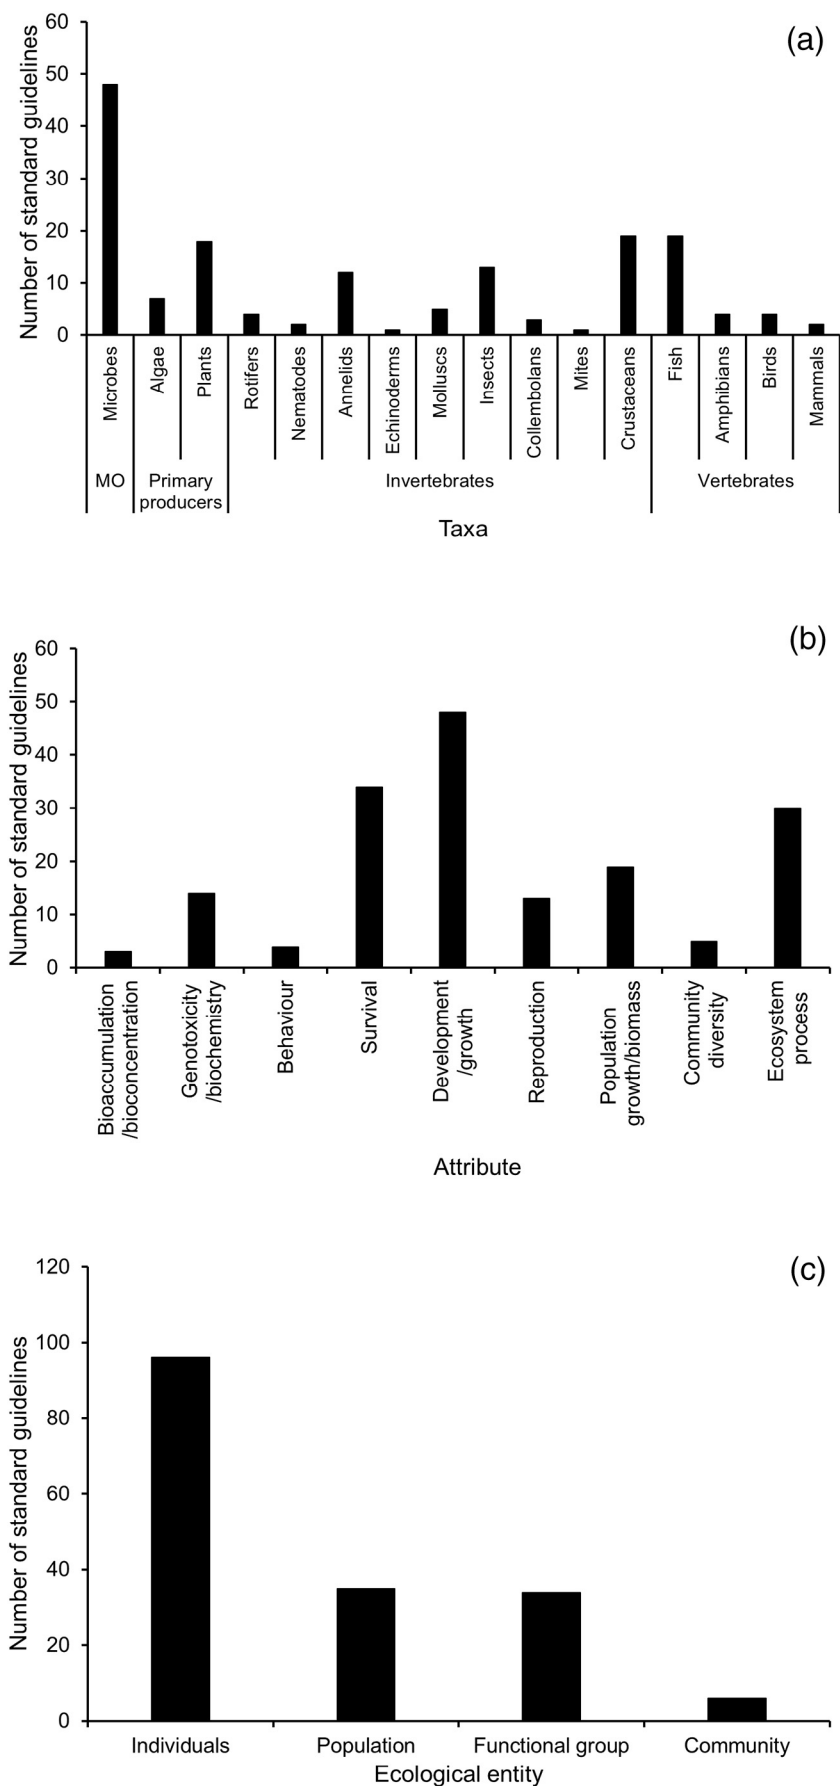 (a)
Number of standard guidelines
60
50
40
30
20
10
0
Microbes
Algae
Plants
Rotifers
Nematodes
Annelids
Echinoderms
Molluscs
Insects
Collembolans
Mites
Crustaceans
Fish
Amphibians
Birds
Mammals
MO
Primary
producers
Invertebrates
Vertebrates
Taxa
(b)
Number of standard guidelines
60
50
40
30
20
10
0
Bioaccumulation
/bioconcentration
Genotoxicity
/biochemistry
Behaviour
Survival
Development
/growth
Reproduction
Population
growth/biomass
Community
diversity
Ecosystem
process
Attribute
(c)
Number of standard guidelines
120
100
80
60
40
20
0
Individuals
Population
Functional group
Community
Ecological entity